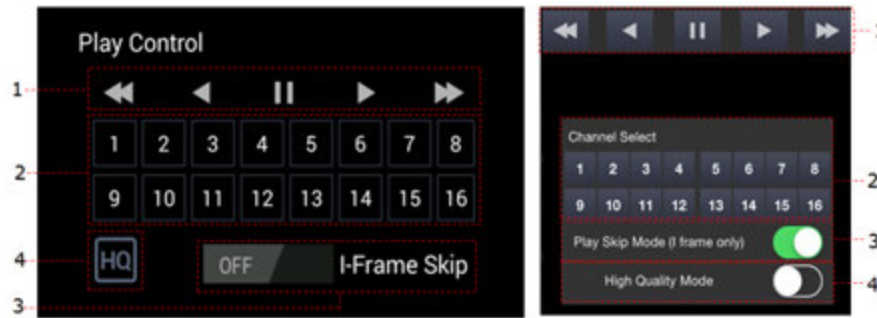 Play Control
1
2
1 2 3 4 5 6 7 8
9 10 11 12 13 14 15 16
4
HQ
OFF
I-Frame Skip
3
Channel Select
1 2 3 4 5 6 7 8
2
9 10 11 12 13 14 15 16
Play Skip Mode (I frame only)
3
High Quality Mode
4